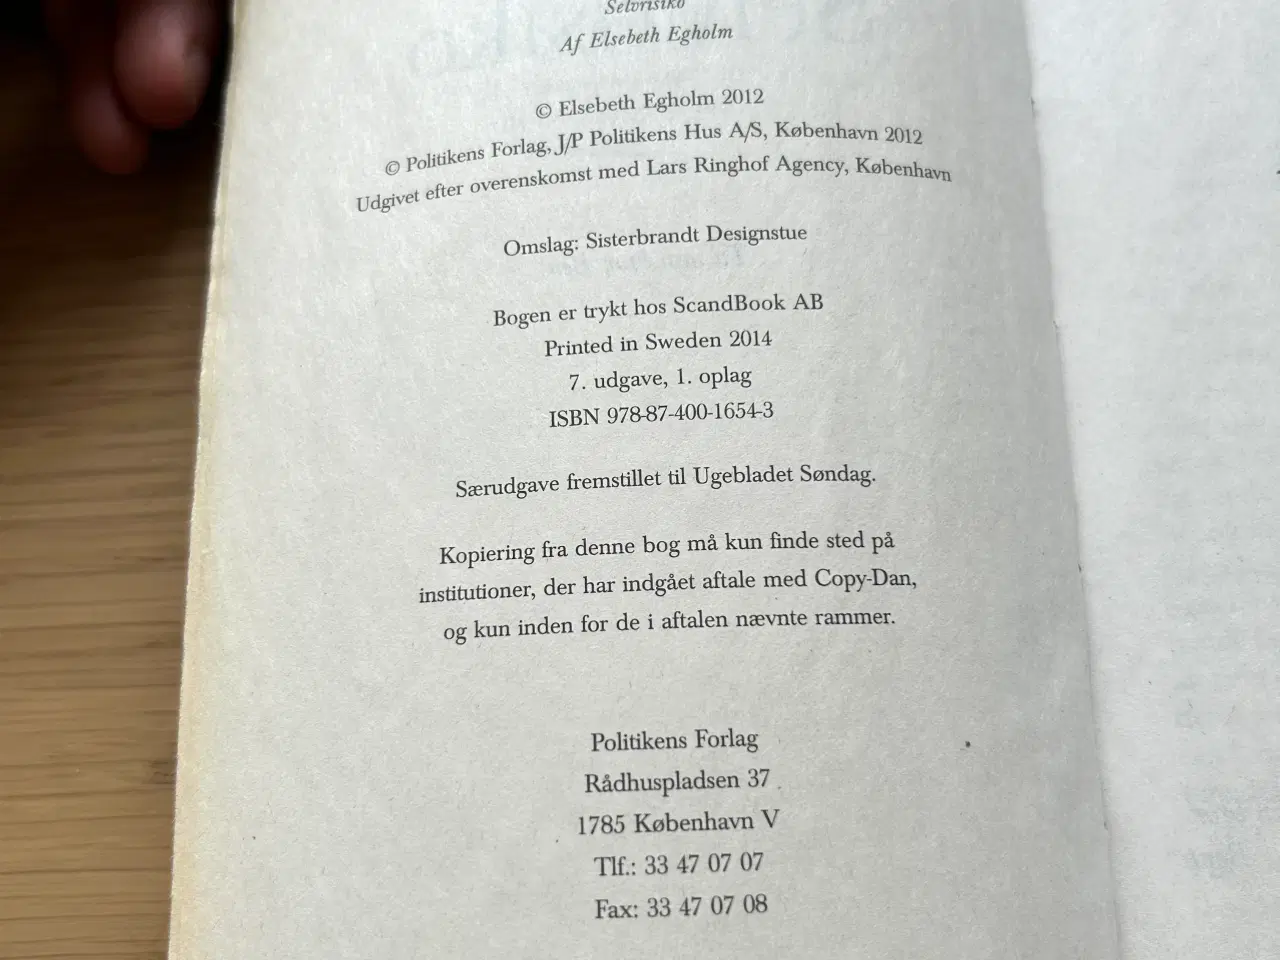 Selvrisiko
Af Elsebeth Egholm
© Elsebeth Egholm 2012
© Politikens Forlag, J/P Politikens Hus A/S, København 2012
Udgivet efter overenskomst med Lars Ringhof Agency, København
Omslag: Sisterbrandt Designstue
Bogen er trykt hos ScandBook AB
Printed in Sweden 2014
7. udgave, 1. oplag
ISBN 978-87-400-1654-3
Særudgave fremstillet til Ugebladet Søndag.
Kopiering fra denne bog må kun finde sted på
institutioner, der har indgået aftale med Copy-Dan,
og kun inden for de i aftalen nævnte rammer.
Politikens Forlag
Rådhuspladsen 37
1785 København V
Tlf.: 33 47 07 07
Fax: 33 47 07 08